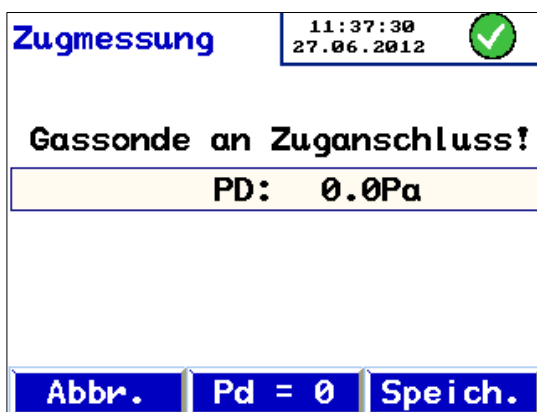 Zugmessung
11:37:30
27.06.2012
Gassonde an Zuganschluss!
PD: 0.0Pa
Abbr. Pd = 0 Speich.